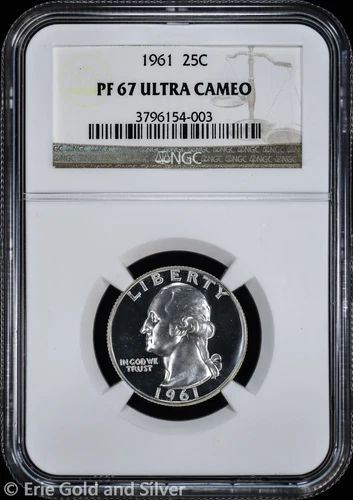 1961 25C
PF 67 ULTRA CAMEO
3796154-003
NGC
LIBERTY
IN GOD WE
TRUST
1961
© Erie Gold and Silver